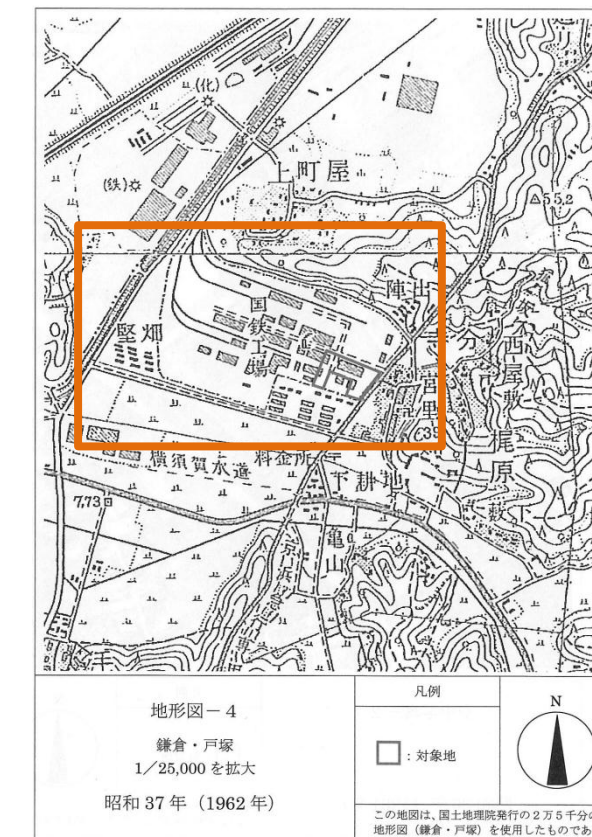 (化)
上町屋
(鉄)
55.2
陣出
国鉄工場
寺分
堅畑
宮野
西屋敷
梶原
横須賀水道
料金所
下耕地
7.73
亀山
京浜
地形図－4
鎌倉・戸塚
1／25,000 を拡大
昭和 37 年（1962 年）
凡例
：対象地
N
この地図は、国土地理院発行の2万5千分の
地形図（鎌倉・戸塚）を使用したものであ